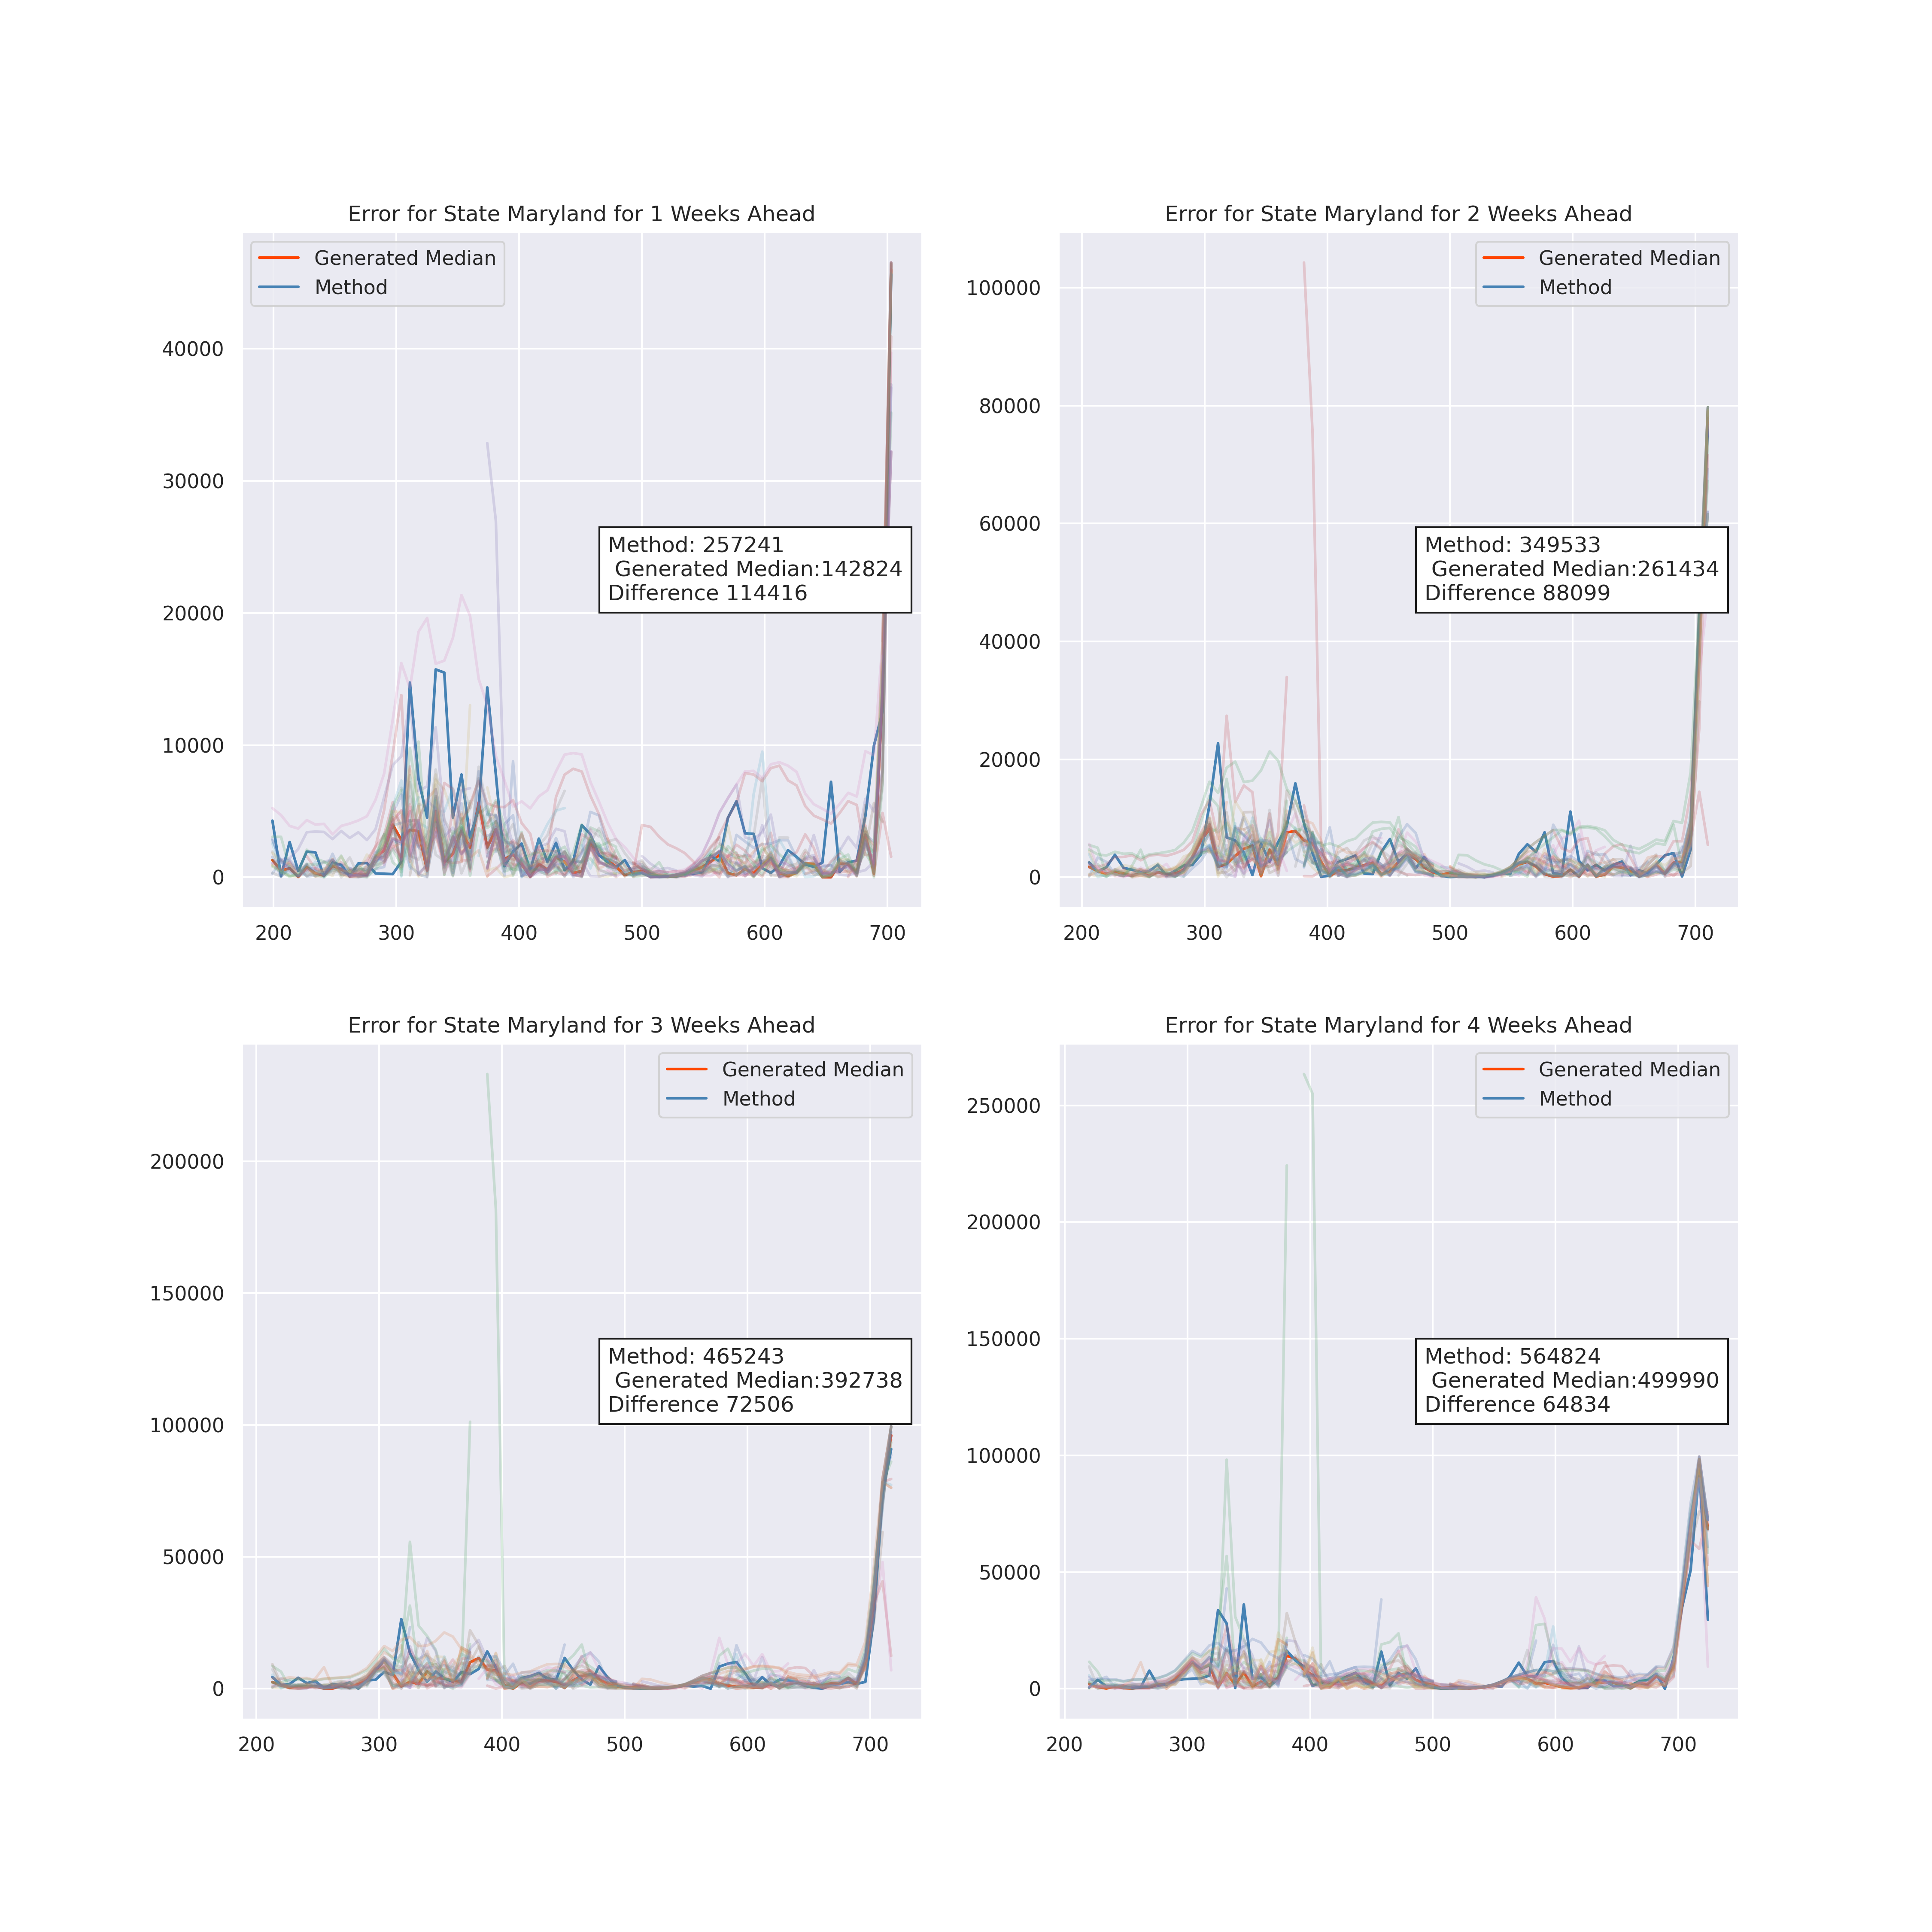 Error for State Maryland for 1 Weeks Ahead
Generated Median
Method
40000
30000
20000
10000
0
200 300 400 500 600 700
Method: 257241
Generated Median:142824
Difference 114416
Error for State Maryland for 2 Weeks Ahead
Generated Median
Method
100000
80000
60000
40000
20000
0
200 300 400 500 600 700
Method: 349533
Generated Median:261434
Difference 88099
Error for State Maryland for 3 Weeks Ahead
Generated Median
Method
200000
150000
100000
50000
0
200 300 400 500 600 700
Method: 465243
Generated Median:392738
Difference 72506
Error for State Maryland for 4 Weeks Ahead
Generated Median
Method
250000
200000
150000
100000
50000
0
200 300 400 500 600 700
Method: 564824
Generated Median:499990
Difference 64834